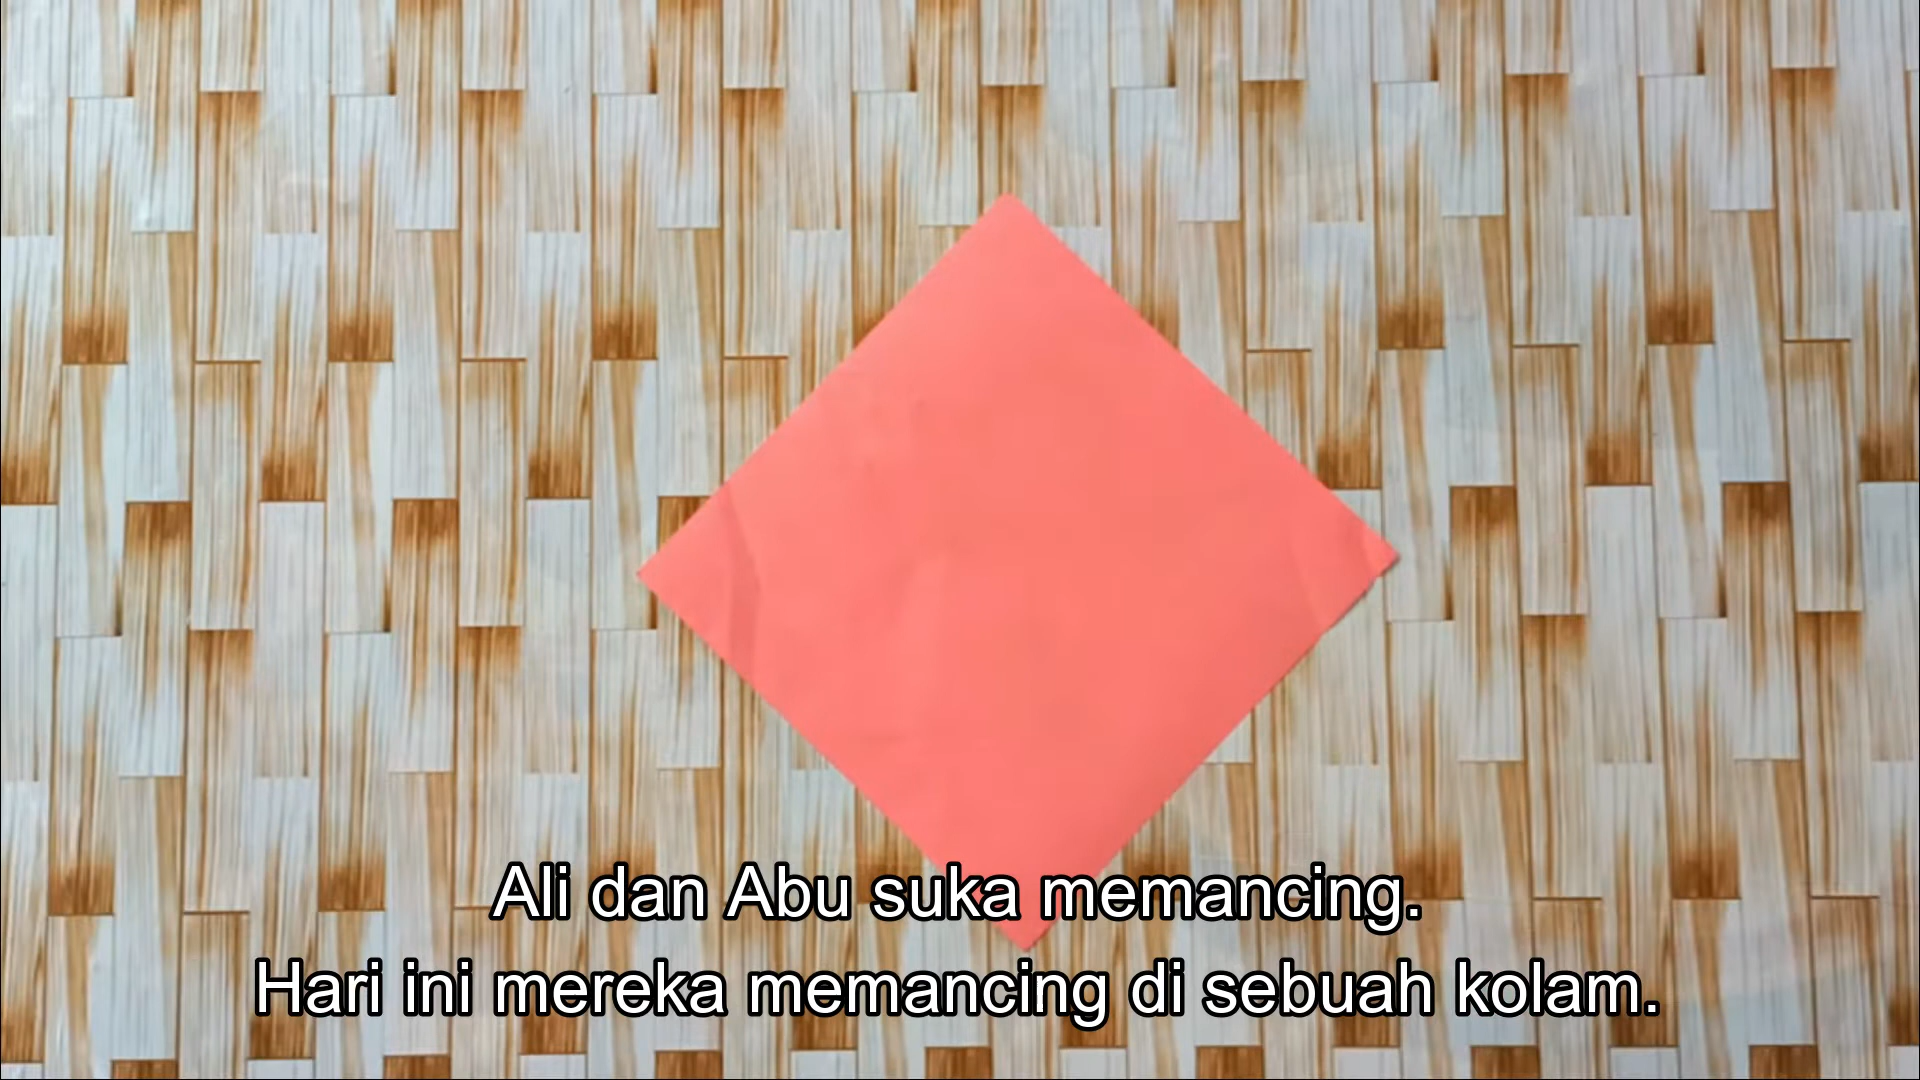 Ali dan Abu suka memancing.
Hari ini mereka memancing di sebuah kolam.